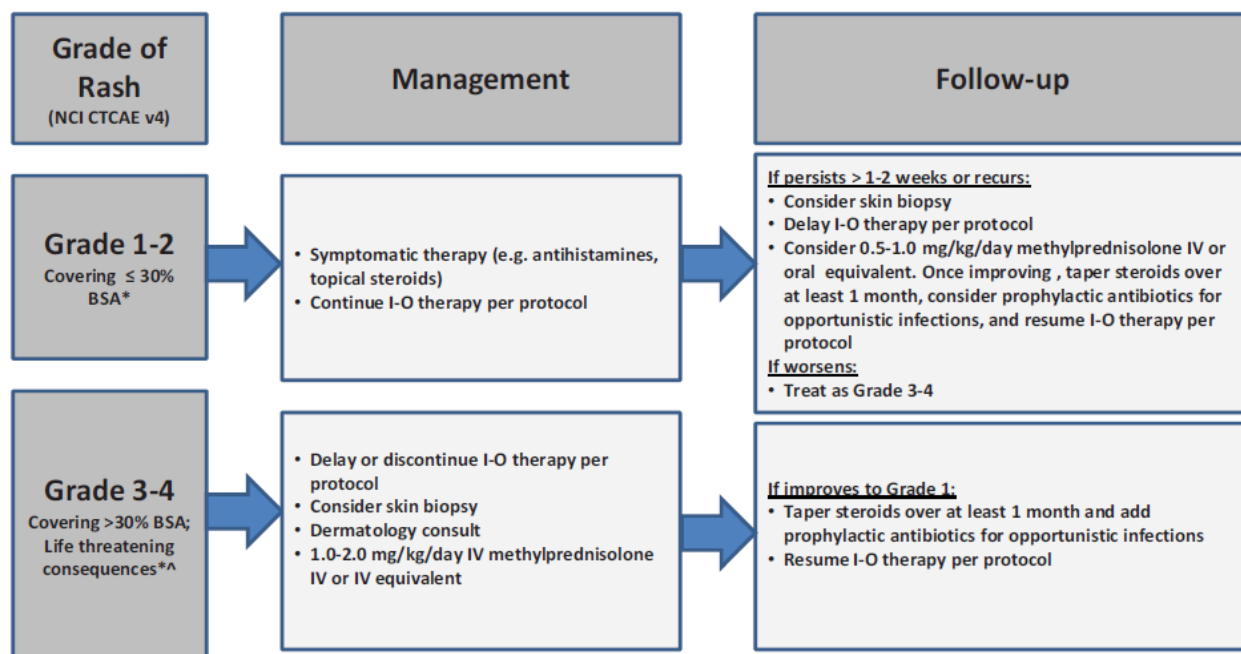 Grade of
Rash
(NCI CTCAE v4)
Management
Follow-up
Grade 1-2
Covering ≤ 30%
BSA*
• Symptomatic therapy (e.g. antihistamines,
topical steroids)
• Continue I-O therapy per protocol
If persists > 1-2 weeks or recurs:
• Consider skin biopsy
• Delay I-O therapy per protocol
• Consider 0.5-1.0 mg/kg/day methylprednisolone IV or
oral equivalent. Once improving , taper steroids over
at least 1 month, consider prophylactic antibiotics for
opportunistic infections, and resume I-O therapy per
protocol
If worsens:
• Treat as Grade 3-4
Grade 3-4
Covering >30% BSA;
Life threatening
consequences*^
• Delay or discontinue I-O therapy per
protocol
• Consider skin biopsy
• Dermatology consult
• 1.0-2.0 mg/kg/day IV methylprednisolone
IV or IV equivalent
If improves to Grade 1:
• Taper steroids over at least 1 month and add
prophylactic antibiotics for opportunistic infections
• Resume I-O therapy per protocol